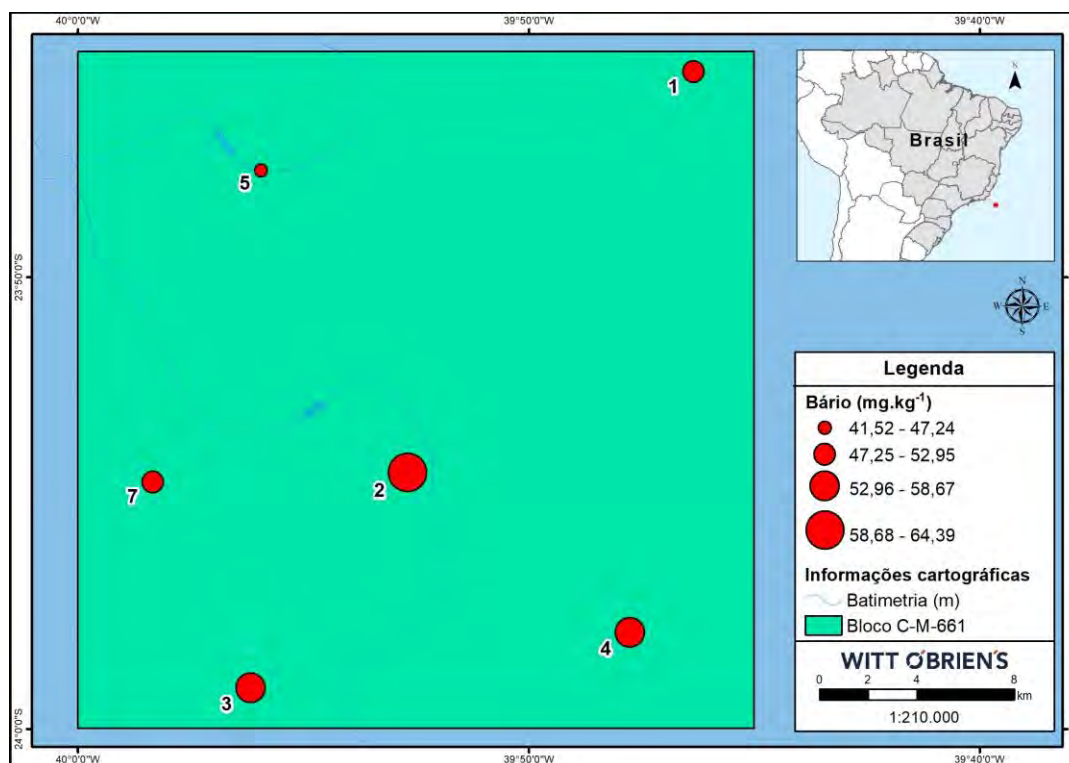 40°0'0"W 39°50'0"W 39°40'0"W
1
5
7
2
4
3
23°50'0"S
24°0'0"S
40°0'0"W 39°50'0"W 39°40'0"W
N
Brasil
N
W E
S
Legenda
Bário (mg.kg⁻¹)
41,52 - 47,24
47,25 - 52,95
52,96 - 58,67
58,68 - 64,39
Informações cartográficas
Batimetria (m)
Bloco C-M-661
WITT O'BRIEN'S
0 2 4 8
km
1:210.000